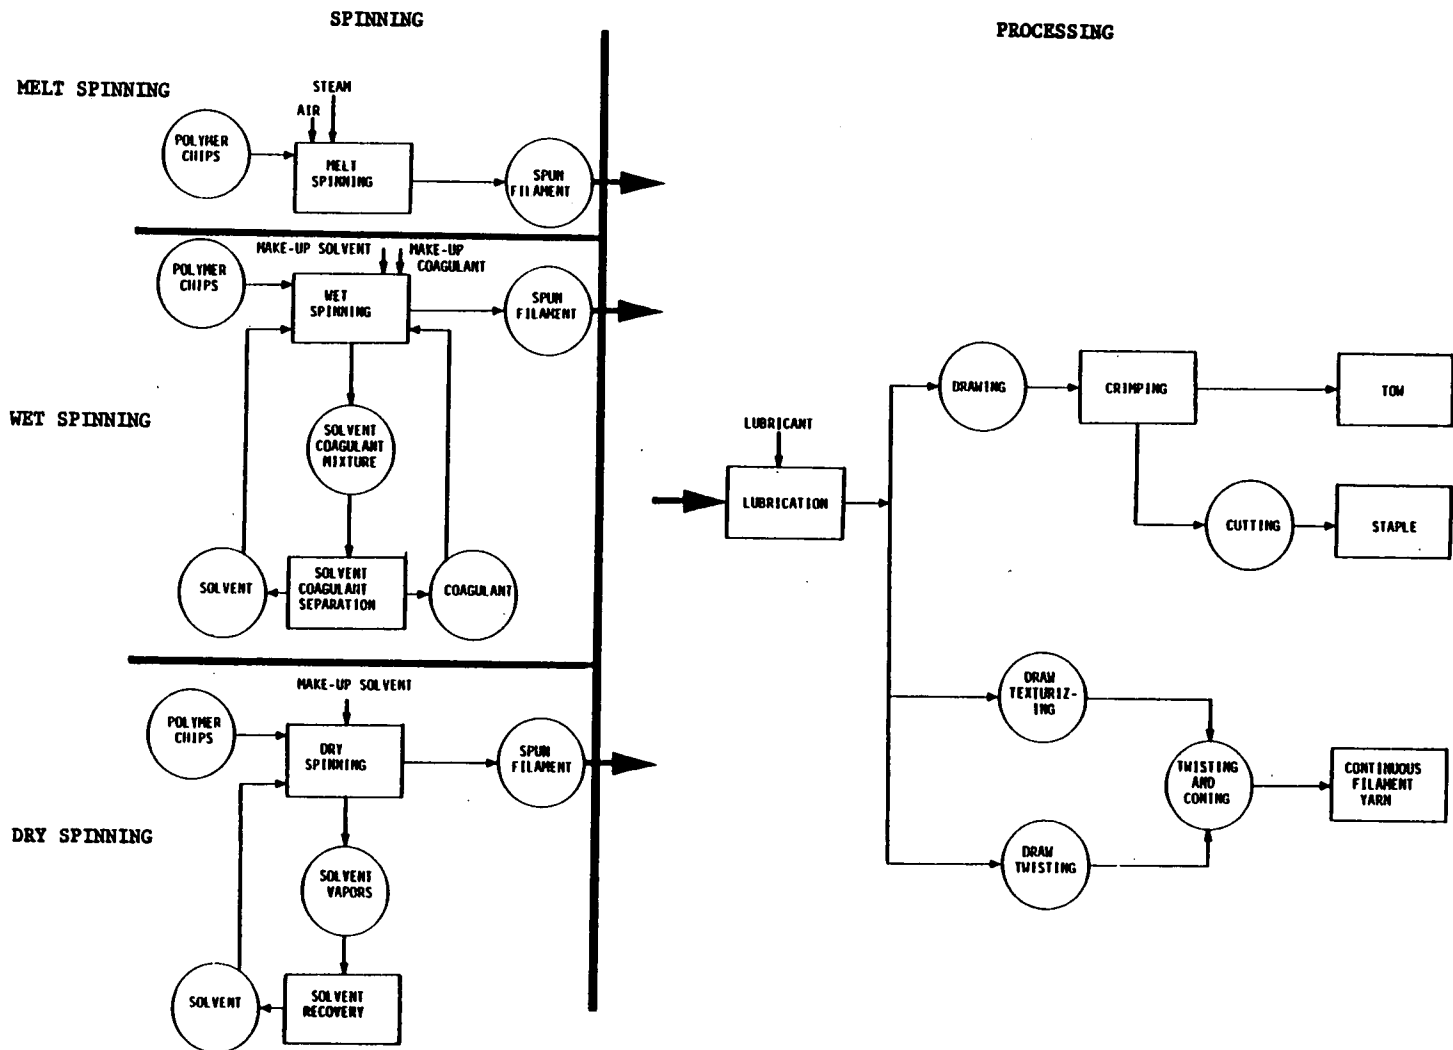 SPINNING
PROCESSING
MELT SPINNING
STEAM
AIR
POLYMER
CHIPS
MELT
SPINNING
SPUN
FILAMENT
MAKE-UP SOLVENT
MAKE-UP
COAGULANT
POLYMER
CHIPS
WET
SPINNING
SPUN
FILAMENT
WET SPINNING
SOLVENT
COAGULANT
MIXTURE
SOLVENT
SOLVENT
COAGULANT
SEPARATION
COAGULANT
MAKE-UP SOLVENT
POLYMER
CHIPS
DRY
SPINNING
SPUN
FILAMENT
DRY SPINNING
SOLVENT
VAPORS
SOLVENT
SOLVENT
RECOVERY
LUBRICANT
LUBRICATION
DRAWING
CRIMPING
TOW
CUTTING
STAPLE
DRAW
TEXTURIZ-
ING
TWISTING
AND
CONING
CONTINUOUS
FILAMENT
YARN
DRAW
TWISTING